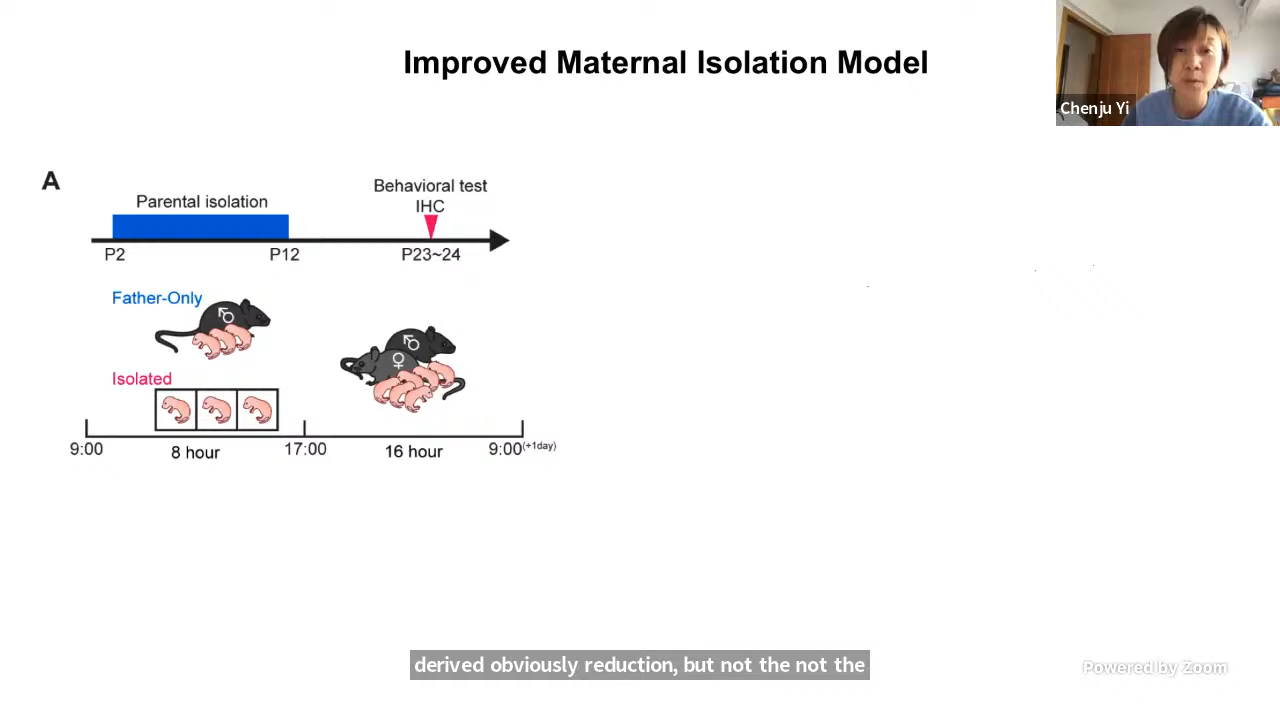 Improved Maternal Isolation Model
Chenju Yi
A
Parental isolation
Behavioral test
IHC
P2
P12
P23~24
Father-Only
♂
♂
♀
Isolated
9:00
8 hour
17:00
16 hour
9:00(+1day)
derived obviously reduction, but not the not the
Powered by Zoom